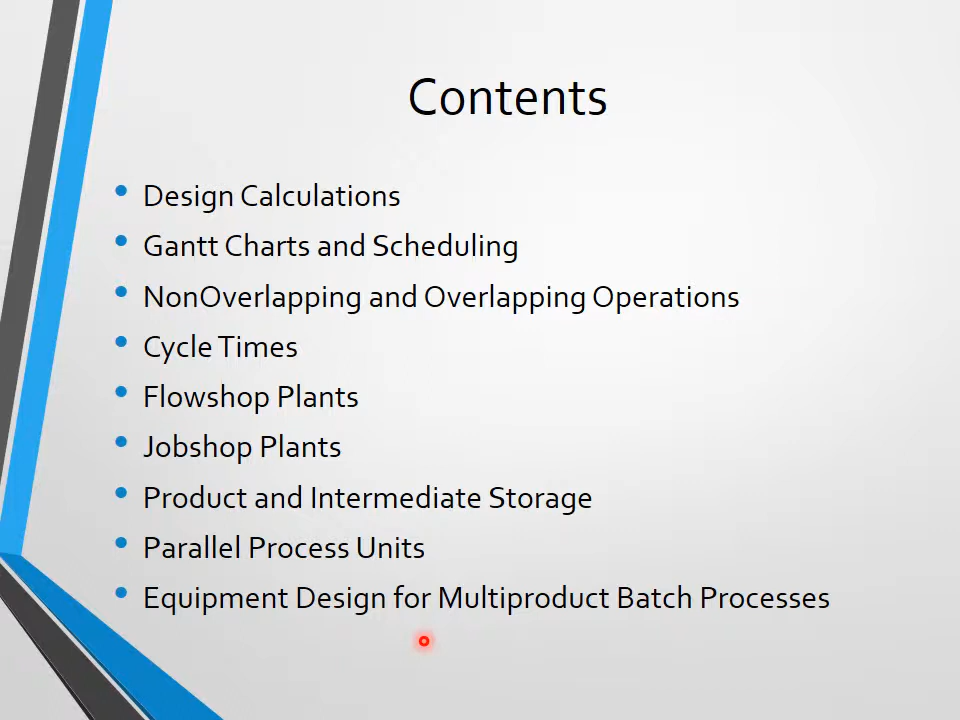 Contents
• Design Calculations
• Gantt Charts and Scheduling
• NonOverlapping and Overlapping Operations
• Cycle Times
• Flowshop Plants
• Jobshop Plants
• Product and Intermediate Storage
• Parallel Process Units
• Equipment Design for Multiproduct Batch Processes